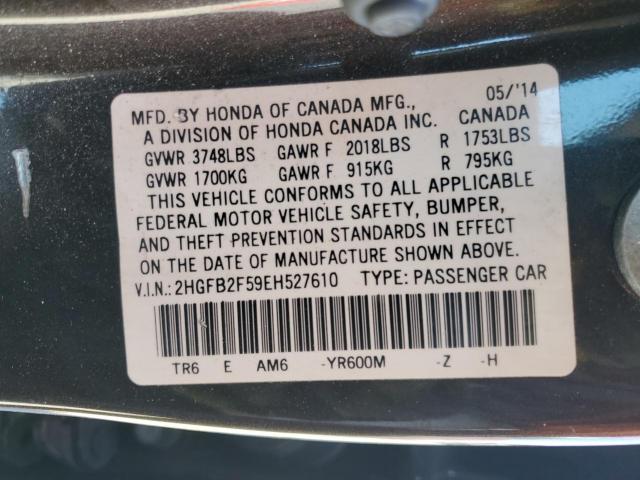 05/'14
MFD. BY HONDA OF CANADA MFG.,
A DIVISION OF HONDA CANADA INC. CANADA
GVWR 3748LBS GAWR F 2018LBS R 1753LBS
GVWR 1700KG GAWR F 915KG R 795KG
THIS VEHICLE CONFORMS TO ALL APPLICABLE
FEDERAL MOTOR VEHICLE SAFETY, BUMPER,
AND THEFT PREVENTION STANDARDS IN EFFECT
ON THE DATE OF MANUFACTURE SHOWN ABOVE.
V.I.N.: 2HGFB2F59EH527610 TYPE: PASSENGER CAR
TR6 E AM6 -YR600M -Z -H